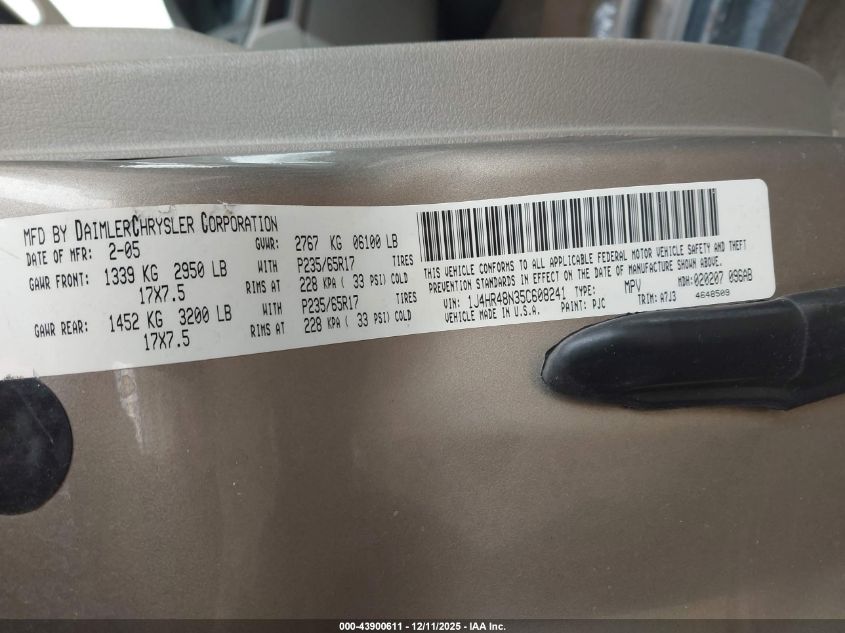 MFD BY DAIMLERCHRYSLER CORPORATION
DATE OF MFR: 2-05 GVWR: 2767 KG 06100 LB
GAWR FRONT: 1339 KG 2950 LB WITH P235/65R17 TIRES
17X7.5 RIMS AT 228 KPA ( 33 PSI) COLD
GAWR REAR: 1452 KG 3200 LB WITH P235/65R17 TIRES
17X7.5 RIMS AT 228 KPA ( 33 PSI) COLD
THIS VEHICLE CONFORMS TO ALL APPLICABLE FEDERAL MOTOR VEHICLE SAFETY AND THEFT
PREVENTION STANDARDS IN EFFECT ON THE DATE OF MANUFACTURE SHOWN ABOVE.
VIN: 1J4HR48N35C608241 TYPE: MPV MDH: 020207 096AB
VEHICLE MADE IN U.S.A. PAINT: PJC TRIM: A7J3 4648509
000-43900611 - 12/11/2025 - IAA Inc.